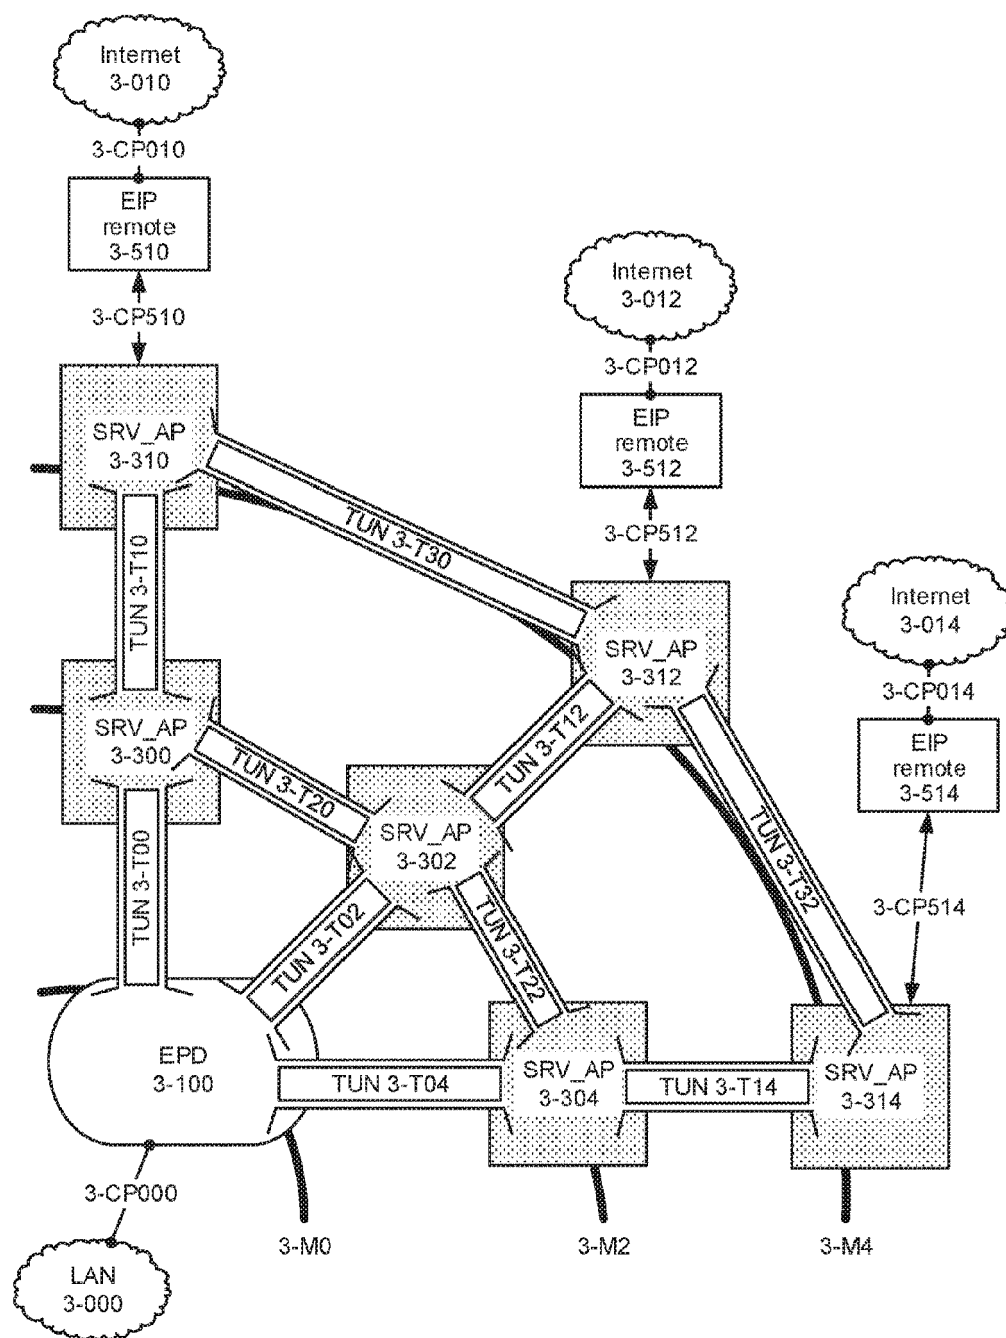 Internet
3-010
3-CP010
EIP
remote
3-510
3-CP510
Internet
3-012
3-CP012
EIP
remote
3-512
3-CP512
SRV_AP
3-310
TUN 3-T30
TUN 3-T10
Internet
3-014
3-CP014
EIP
remote
3-514
3-CP514
SRV_AP
3-312
SRV_AP
3-300
TUN 3-T20
TUN 3-T12
SRV_AP
3-302
TUN 3-T32
TUN 3-T00
TUN 3-T02
TUN 3-T22
EPD
3-100
TUN 3-T04
SRV_AP
3-304
TUN 3-T14
SRV_AP
3-314
3-CP000
3-M0
3-M2
3-M4
LAN
3-000